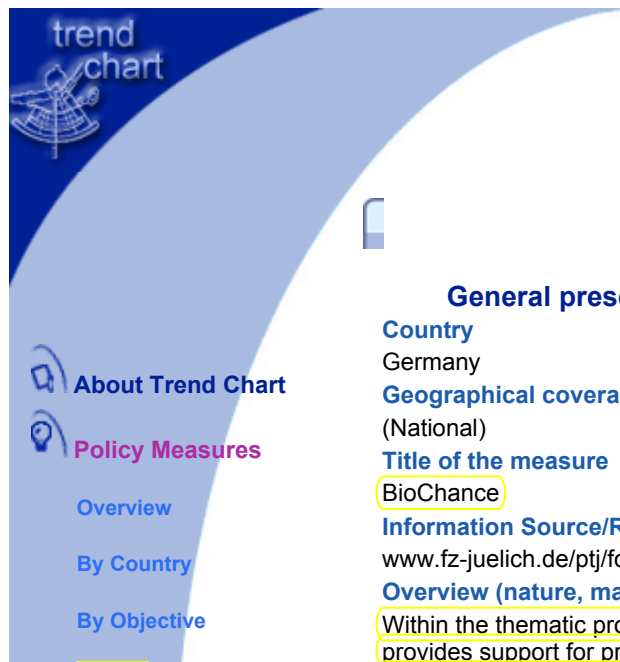 trend
chart
About Trend Chart
Policy Measures
Overview
By Country
By Objective
General prese
Country
Germany
Geographical covera
(National)
Title of the measure
BioChance
Information Source/R
www.fz-juelich.de/ptj/fo
Overview (nature, ma
Within the thematic pro
provides support for pr